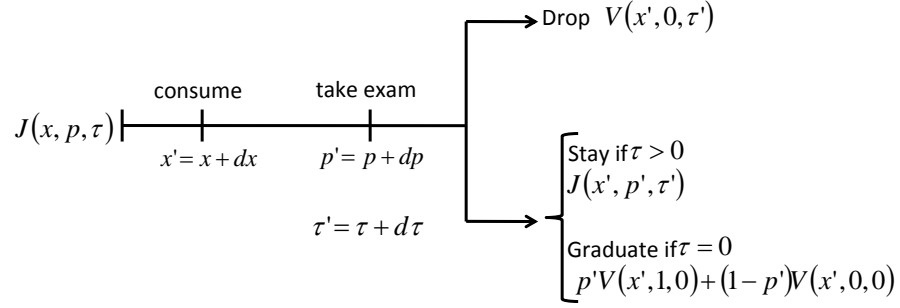 Drop V(x',0,τ')
consume
take exam
J(x, p, τ)
x'= x + dx
p'= p + dp
τ'= τ + dτ
Stay if τ > 0
J(x', p', τ')
Graduate if τ = 0
p'V(x',1,0)+(1−p')V(x',0,0)